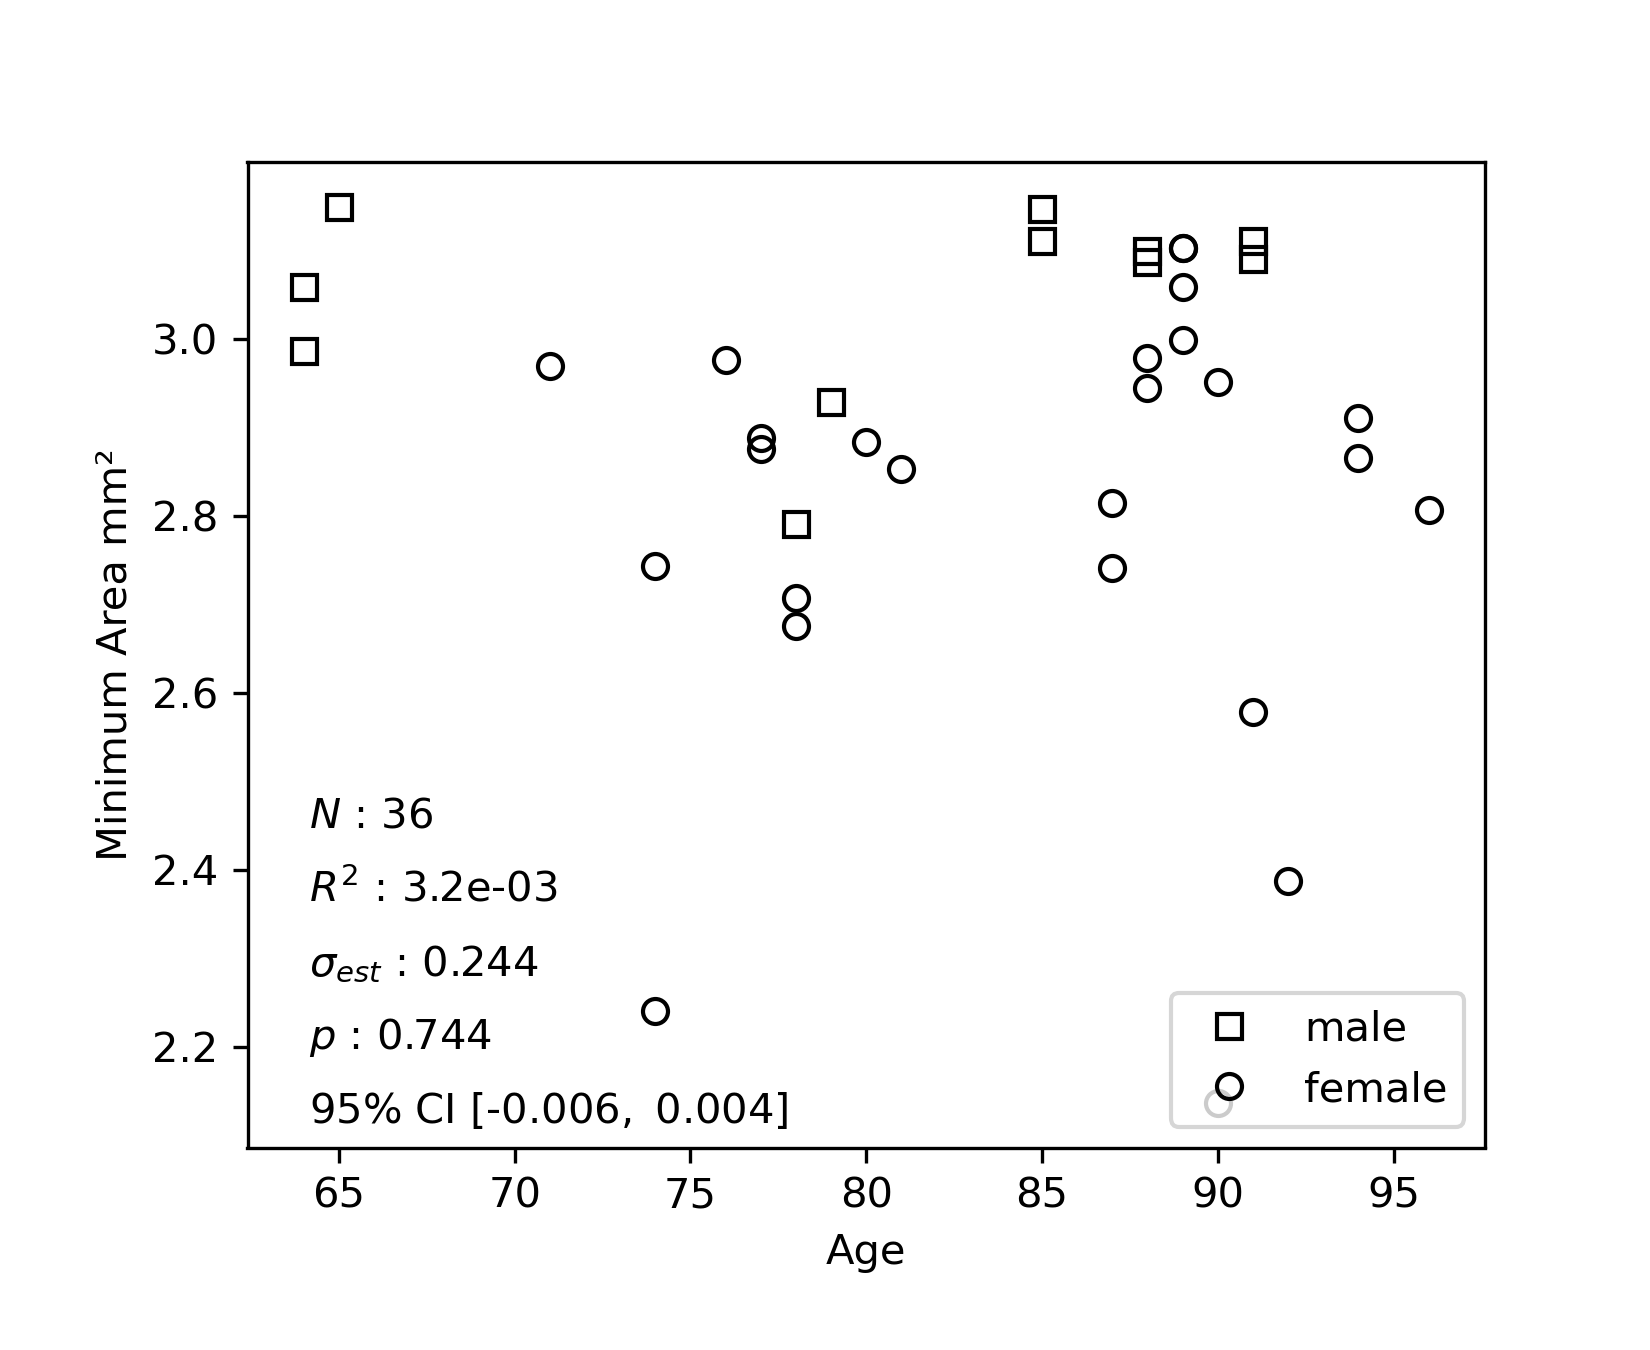 Minimum Area mm²
3.0
2.8
2.6
2.4
2.2
N : 36
R² : 3.2e-03
σest : 0.244
p : 0.744
95% CI [-0.006, 0.004]
male
female
65 70 75 80 85 90 95
Age